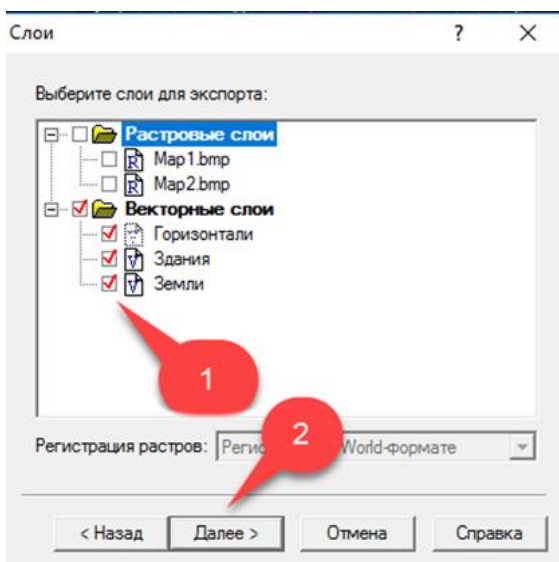 Слои ?
Выберите слои для экспорта:
Растровые слои
Map1.bmp
Map2.bmp
Векторные слои
Горизонтали
Здания
Земли
1
Регистрация растров: World-формате
2
< Назад Далее > Отмена Справка